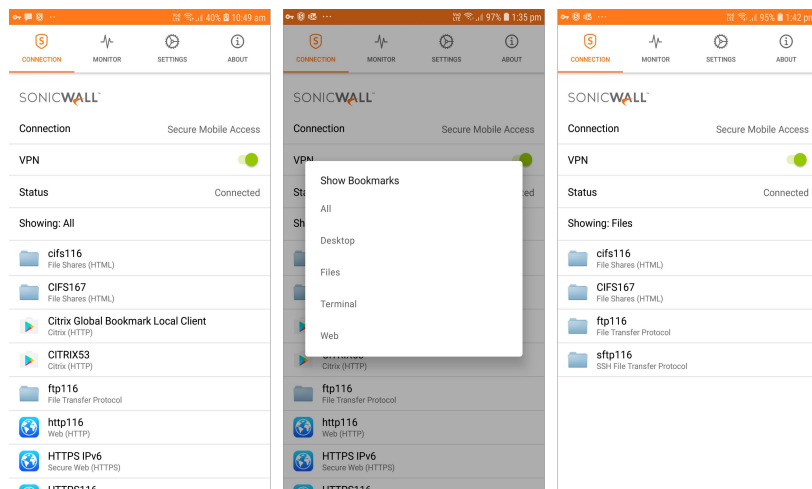 40% 10:49 am
CONNECTION MONITOR SETTINGS ABOUT
SONICWALL
Connection Secure Mobile Access
VPN
Status Connected
Showing: All
cifs116
File Shares (HTML)
CIFS167
File Shares (HTML)
Citrix Global Bookmark Local Client
Citrix (HTTP)
CITRIX53
Citrix (HTTP)
ftp116
File Transfer Protocol
http116
Web (HTTP)
HTTPS IPv6
Secure Web (HTTPS)
HTTPS116
97% 1:35 pm
CONNECTION MONITOR SETTINGS ABOUT
SONICWALL
Connection Secure Mobile Access
VPN
Show Bookmarks
All
Desktop
Files
Terminal
Web
Citrix (HTTP)
ftp116
File Transfer Protocol
http116
Web (HTTP)
HTTPS IPv6
Secure Web (HTTPS)
HTTPS116
95% 1:42 pm
CONNECTION MONITOR SETTINGS ABOUT
SONICWALL
Connection Secure Mobile Access
VPN
Status Connected
Showing: Files
cifs116
File Shares (HTML)
CIFS167
File Shares (HTML)
ftp116
File Transfer Protocol
sftp116
SSH File Transfer Protocol